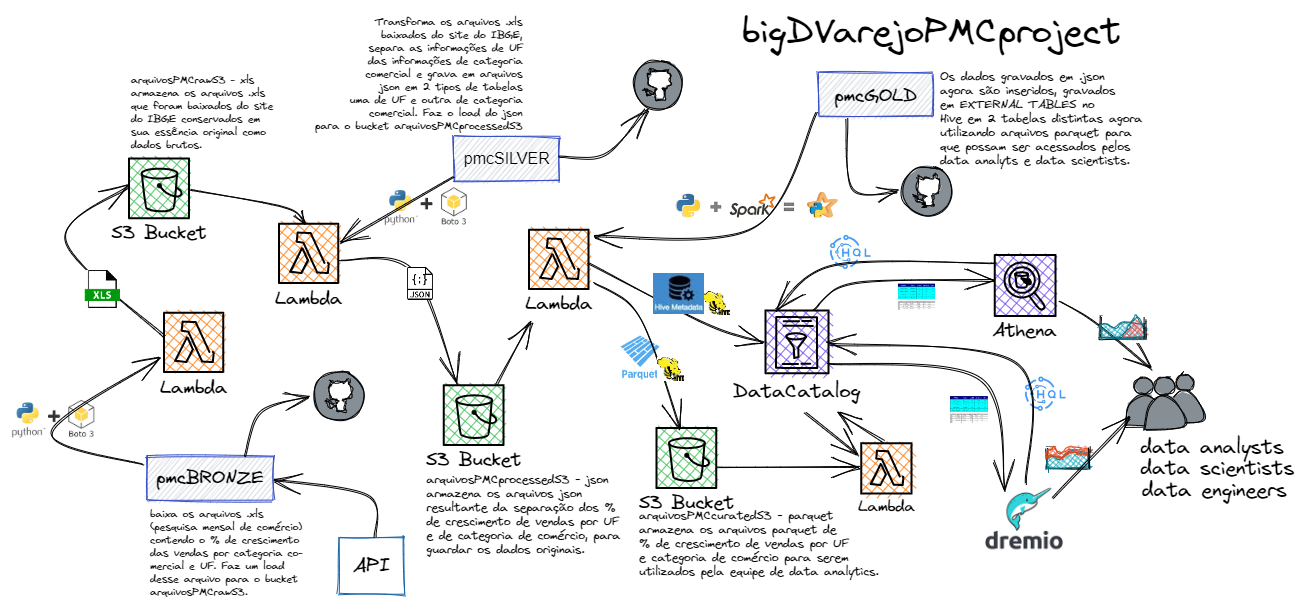 bigDVarejoPMCproject
Transforma os arquivos .xls
baixados do site do IBGE,
separa as informações de UF
das informações de categoria
comercial e grava em arquivos
json em 2 tipos de tabelas
uma de UF e outra de categoria
comercial. Faz o load do json
para o bucket arquivosPMCprocessedS3
arquivosPMCrawS3 - xls
armazena os arquivos .xls
que foram baixados do site
do IBGE conservados em
sua essência original como
dados brutos.
pmcGOLD
Os dados gravados em .json
agora são inseridos, gravados
em EXTERNAL TABLES no
Hive em 2 tabelas distintas agora
utilizando arquivos parquet para
que possam ser acessados pelos
data analyts e data scientists.
pmcSILVER
python
+
Boto 3
+
Spark
=
S3 Bucket
Lambda
{;}
JSON
Lambda
HQL
Hive Metadata
HIVE
XLS
Athena
Lambda
Parquet
HIVE
DataCatalog
HQL
python
+
Boto 3
S3 Bucket
arquivosPMCprocessedS3 - json
armazena os arquivos json
resultante da separação dos %
de crescimento de vendas por UF
e de categoria de comércio, para
guardar os dados originais.
data analysts
data scientists
data engineers
pmcBRONZE
baixa os arquivos .xls
(pesquisa mensal de comércio)
contendo o % de crescimento
das vendas por categoria co-
mercial e UF. Faz um load
desse arquivo para o bucket
arquivosPMCrawS3.
API
S3 Bucket
arquivosPMCcuratedS3 - parquet
armazena os arquivos parquet de
% de crescimento de vendas por UF
e categoria de comércio para serem
utilizados pela equipe de data analytics.
Lambda
dremio